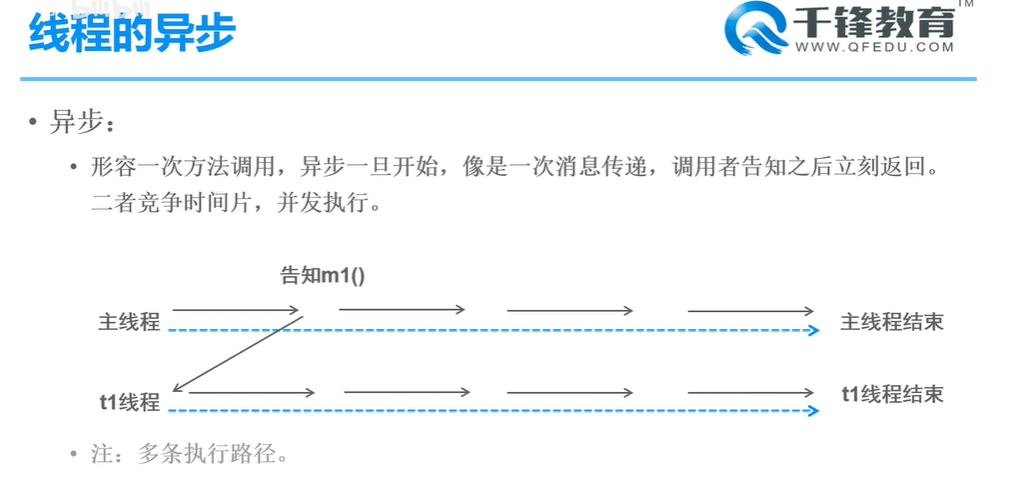 bilibili
线程的异步
千锋教育
TM
WWW.QFEDU.COM
• 异步：
• 形容一次方法调用，异步一旦开始，像是一次消息传递，调用者告知之后立刻返回。
二者竞争时间片，并发执行。
告知m1()
主线程
主线程结束
t1线程
t1线程结束
• 注：多条执行路径。